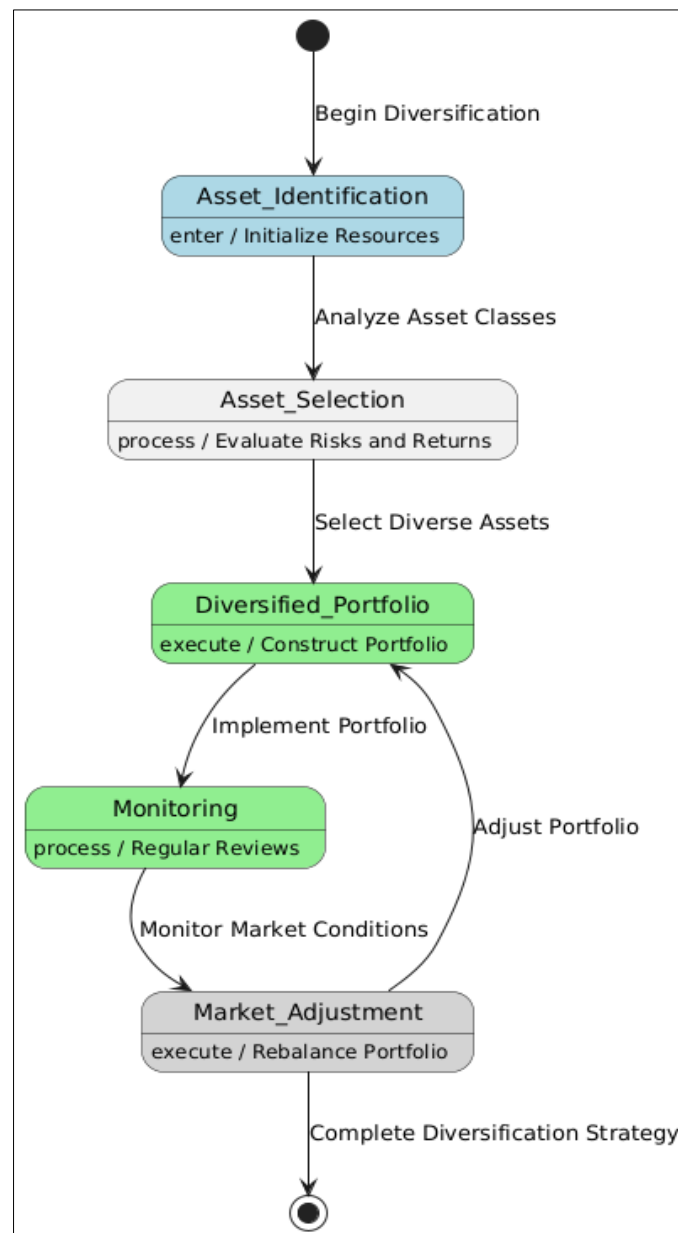 Begin Diversification
Asset_Identification
enter / Initialize Resources
Analyze Asset Classes
Asset_Selection
process / Evaluate Risks and Returns
Select Diverse Assets
Diversified_Portfolio
execute / Construct Portfolio
Implement Portfolio
Monitoring
process / Regular Reviews
Adjust Portfolio
Monitor Market Conditions
Market_Adjustment
execute / Rebalance Portfolio
Complete Diversification Strategy